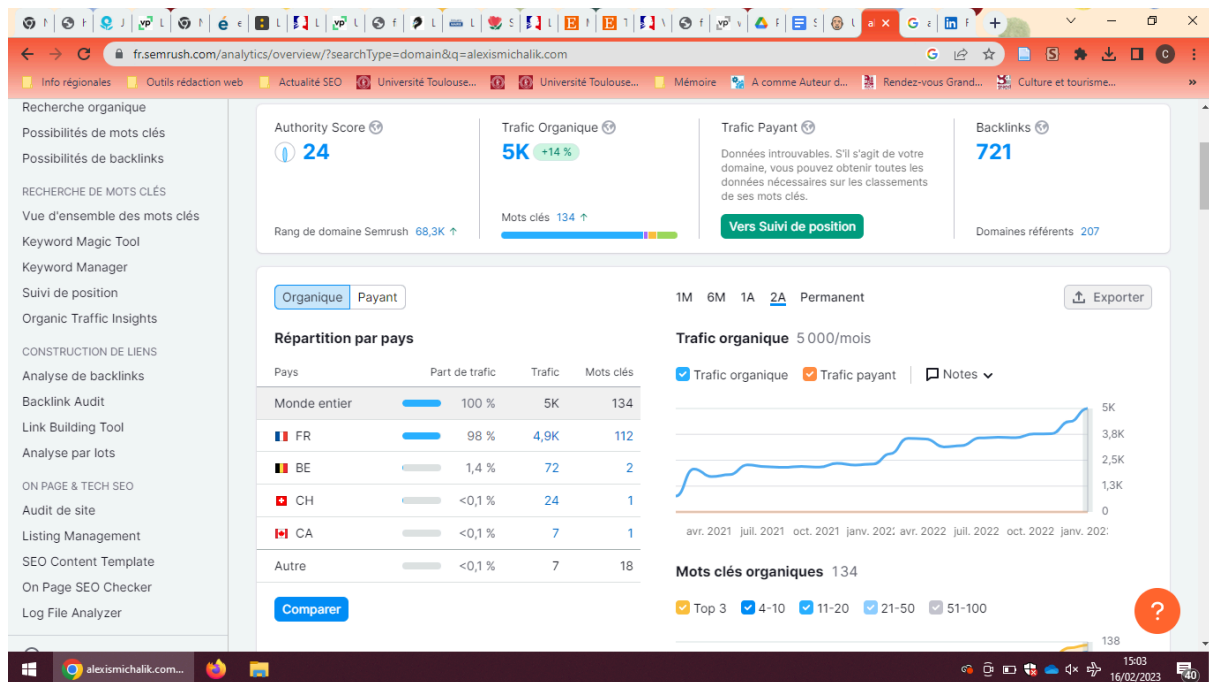 fr.semrush.com/analytics/overview/?searchType=domain&q=alexismichalik.com
Info régionales Outils rédaction web Actualité SEO Université Toulouse... Université Toulouse... Mémoire A comme Auteur d... Rendez-vous Grand... Culture et tourisme... »
Recherche organique
Possibilités de mots clés
Possibilités de backlinks
RECHERCHE DE MOTS CLÉS
Vue d'ensemble des mots clés
Keyword Magic Tool
Keyword Manager
Suivi de position
Organic Traffic Insights
CONSTRUCTION DE LIENS
Analyse de backlinks
Backlink Audit
Link Building Tool
Analyse par lots
ON PAGE & TECH SEO
Audit de site
Listing Management
SEO Content Template
On Page SEO Checker
Log File Analyzer
Authority Score
24
Rang de domaine Semrush 68,3K ↑
Trafic Organique
5K +14 %
Mots clés 134 ↑
Trafic Payant
Données introuvables. S'il s'agit de votre
domaine, vous pouvez obtenir toutes les
données nécessaires sur les classements
de ses mots clés.
Vers Suivi de position
Backlinks
721
Domaines référents 207
Organique Payant
1M 6M 1A 2A Permanent
Exporter
Répartition par pays
Pays Part de trafic Trafic Mots clés
Monde entier 100 % 5K 134
FR 98 % 4,9K 112
BE 1,4 % 72 2
CH <0,1 % 24 1
CA <0,1 % 7 1
Autre <0,1 % 7 18
Comparer
Trafic organique 5 000/mois
Trafic organique Trafic payant Notes
5K
3,8K
2,5K
1,3K
0
avr. 2021 juil. 2021 oct. 2021 janv. 202 avr. 2022 juil. 2022 oct. 2022 janv. 202
Mots clés organiques 134
Top 3 4-10 11-20 21-50 51-100
138
?
alexismichalik.com...
15:03
16/02/2023
40